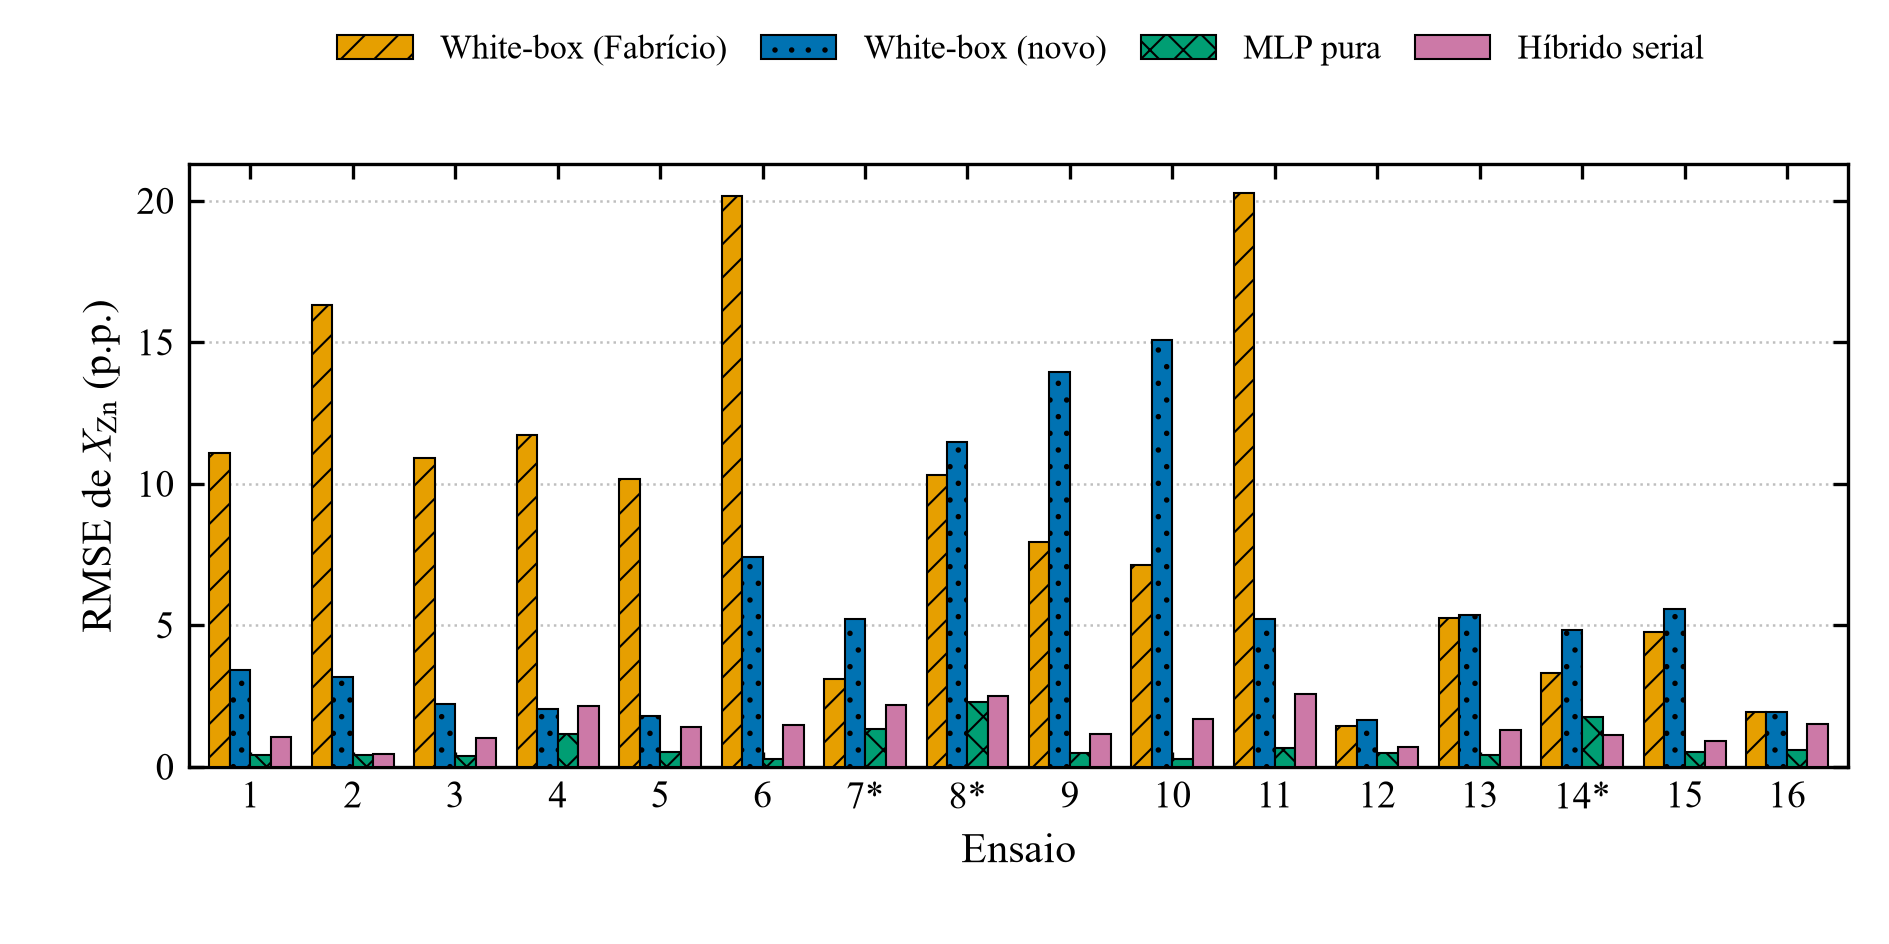 White-box (Fabrício) White-box (novo) MLP pura Híbrido serial
RMSE de X_Zn (p.p.)
20
15
10
5
0
1 2 3 4 5 6 7* 8* 9 10 11 12 13 14* 15 16
Ensaio